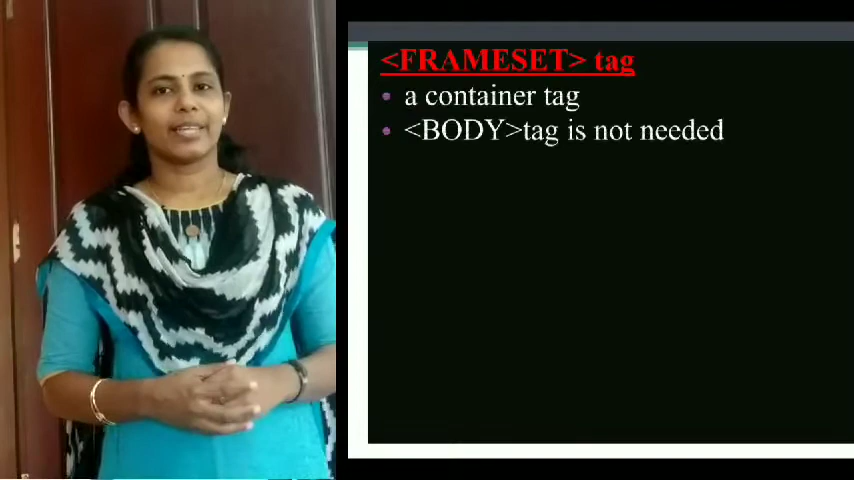 <FRAMESET> tag
• a container tag
• <BODY>tag is not needed